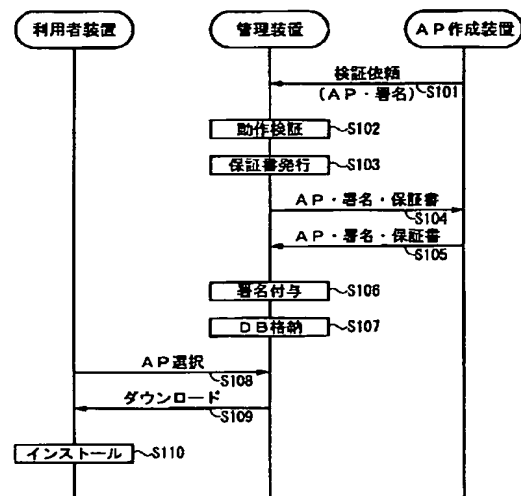 利用者装置 管理装置 AP作成装置
検証依頼
(AP・署名) S101
動作検証 S102
保証書発行 S103
AP・署名・保証書
S104
AP・署名・保証書
S105
署名付与 S106
DB格納 S107
AP選択
S108
ダウンロード
S109
インストール S110